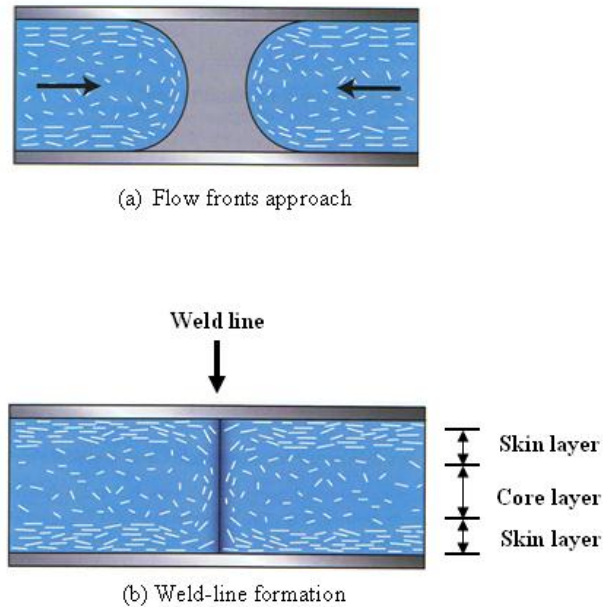 (a) Flow fronts approach
Weld line
Skin layer
Core layer
Skin layer
(b) Weld-line formation